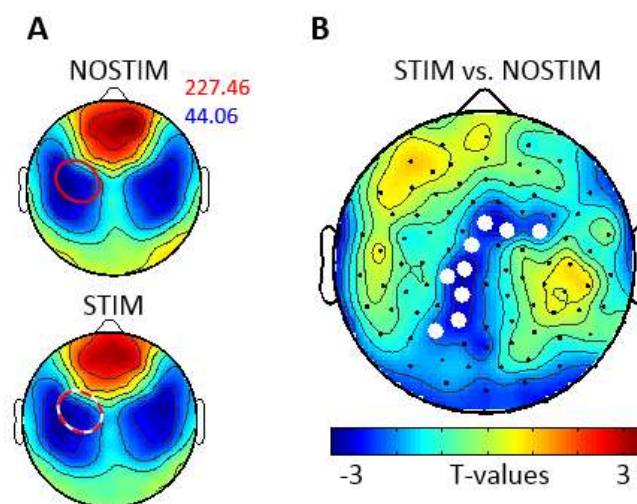 A
NOSTIM
227.46
44.06
STIM
B
STIM vs. NOSTIM
-3 T-values 3